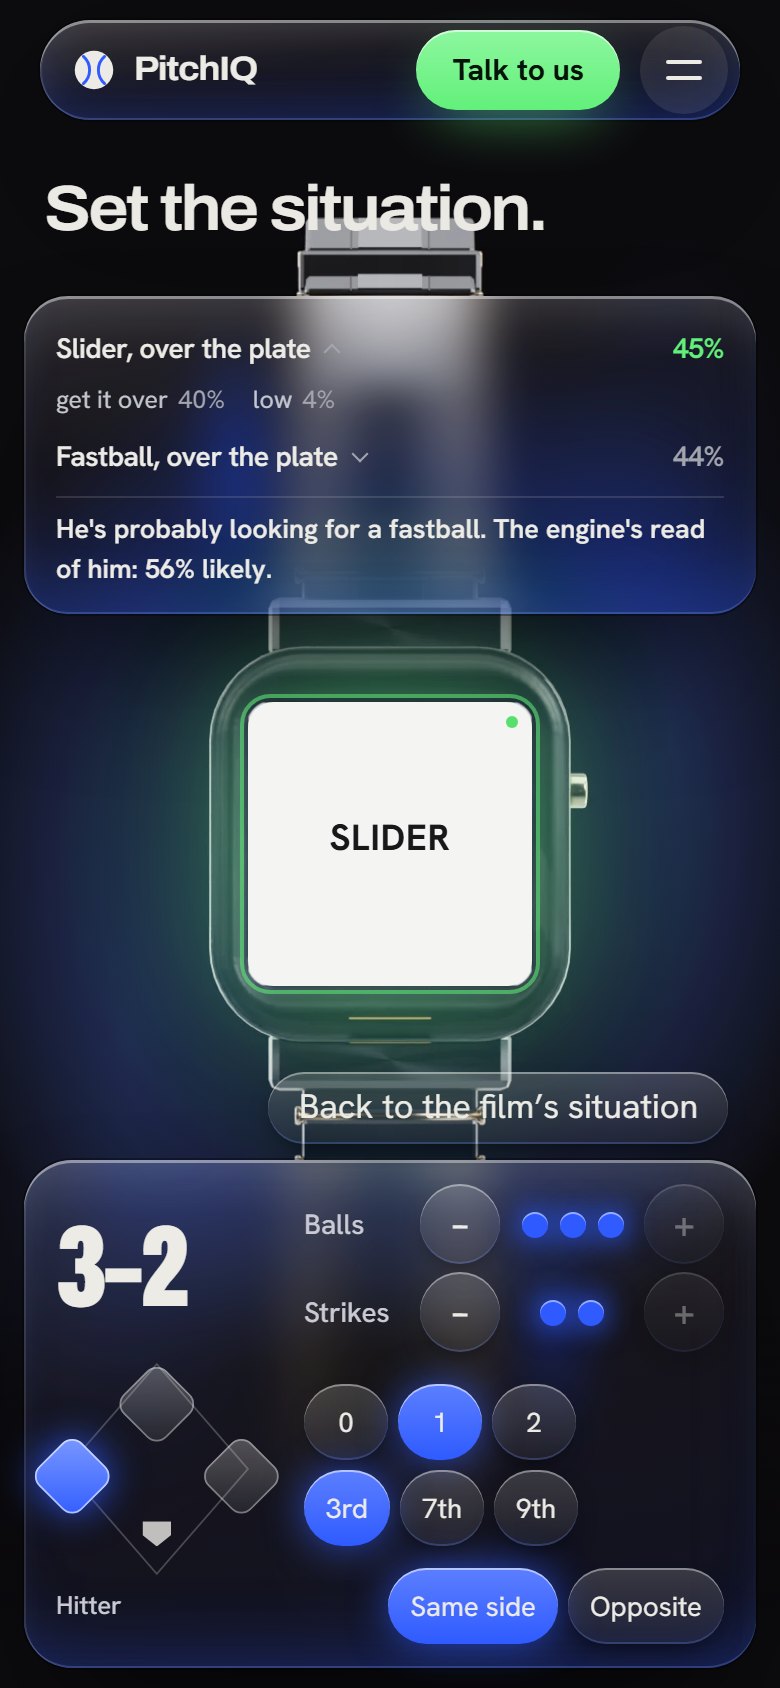 PitchIQ
Talk to us
Set the situation.
Slider, over the plate
45%
get it over 40% low 4%
Fastball, over the plate
44%
He's probably looking for a fastball. The engine's read
of him: 56% likely.
SLIDER
Back to the film’s situation
3–2
Balls
–
+
Strikes
–
+
0
1
2
3rd
7th
9th
Hitter
Same side
Opposite